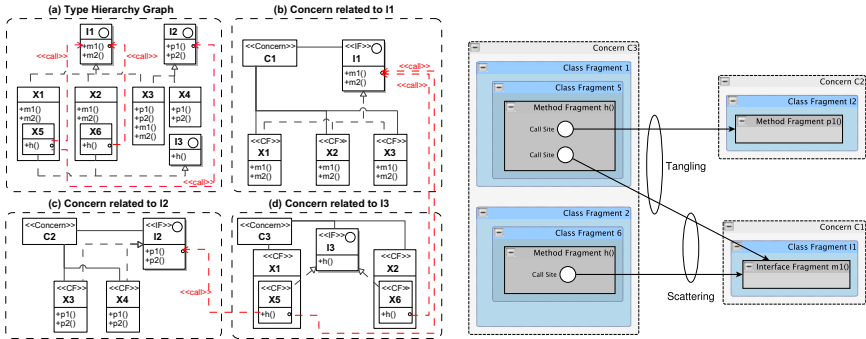 (a) Type Hierarchy Graph
I1
+m1()
+m2()
I2
+p1()
+p2()
<<call>>
<<call>>
X1
+m1()
+m2()
X5
+h()
X2
+m1()
+m2()
X6
+h()
X3
+p1()
+p2()
+m1()
+m2()
X4
+p1()
+p2()
I3
+h()
<<call>>
(b) Concern related to I1
<<Concern>>
C1
<<IF>>
I1
+m1()
+m2()
<<call>>
<<call>>
<<CF>>
X1
+m1()
+m2()
<<CF>>
X2
+m1()
+m2()
<<CF>>
X3
+m1()
+m2()
(c) Concern related to I2
<<Concern>>
C2
<<IF>>
I2
+p1()
+p2()
<<CF>>
X3
+p1()
+p2()
<<CF>>
X4
+p1()
+p2()
<<call>>
(d) Concern related to I3
<<Concern>>
C3
<<IF>>
I3
+h()
<<CF>>
X1
<<CF>>
X5
+h()
<<CF>>
X2
<<CF>>
X6
+h()
Concern C3
Class Fragment 1
Class Fragment 5
Method Fragment h()
Call Site
Call Site
Class Fragment 2
Class Fragment 6
Method Fragment h()
Call Site
Tangling
Scattering
Concern C2
Class Fragment I2
Method Fragment p1()
Concern C1
Class Fragment I1
Interface Fragment m1()